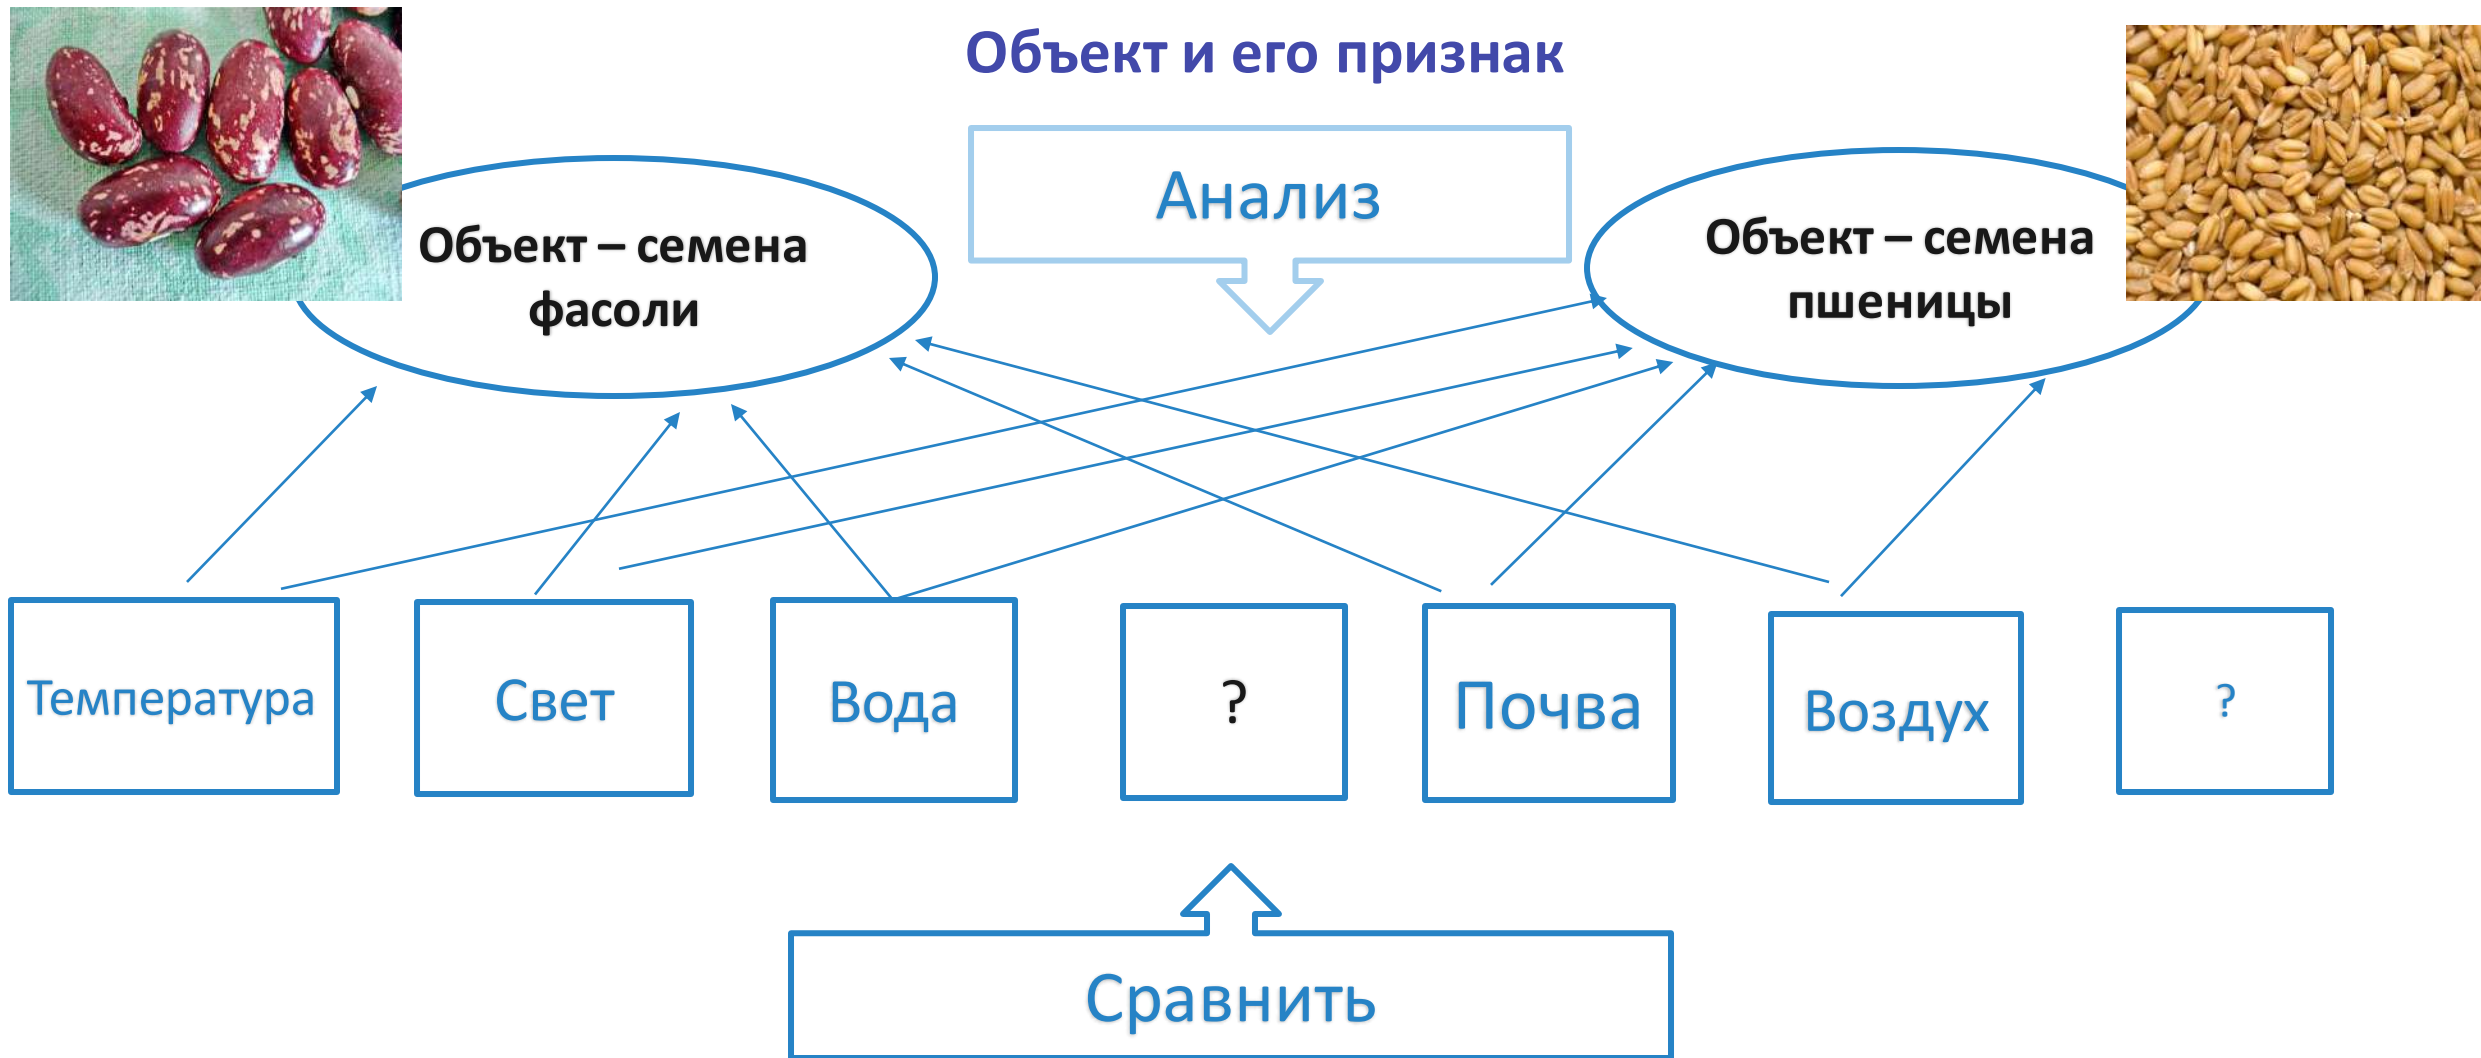 Объект и его признак
Анализ
Объект – семена
фасоли
Объект – семена
пшеницы
Температура
Свет
Вода
?
Почва
Воздух
?
Сравнить